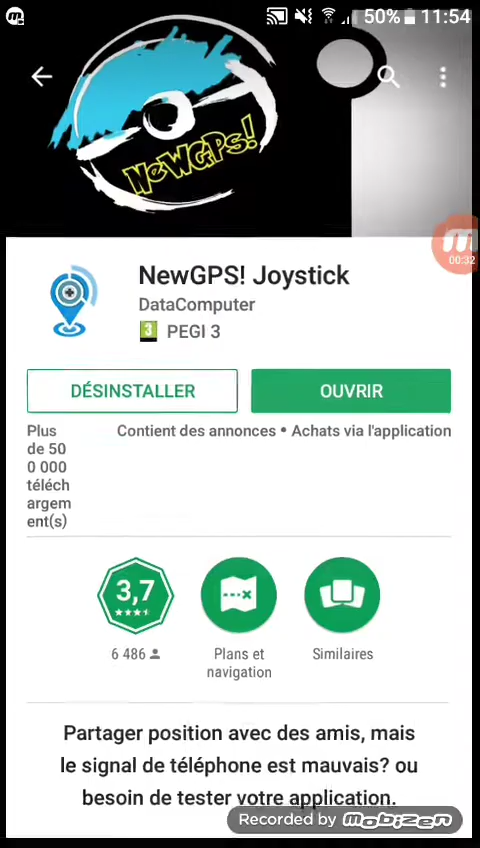 50% 11:54
NeWGPs!
00:32
NewGPS! Joystick
DataComputer
3 PEGI 3
DÉSINSTALLER
OUVRIR
Plus
de 50
0 000
téléch
argem
ent(s)
Contient des annonces • Achats via l'application
3,7
6 486
Plans et
navigation
Similaires
Partager position avec des amis, mais
le signal de téléphone est mauvais? ou
besoin de tester votre application.
Recorded by Mobizen